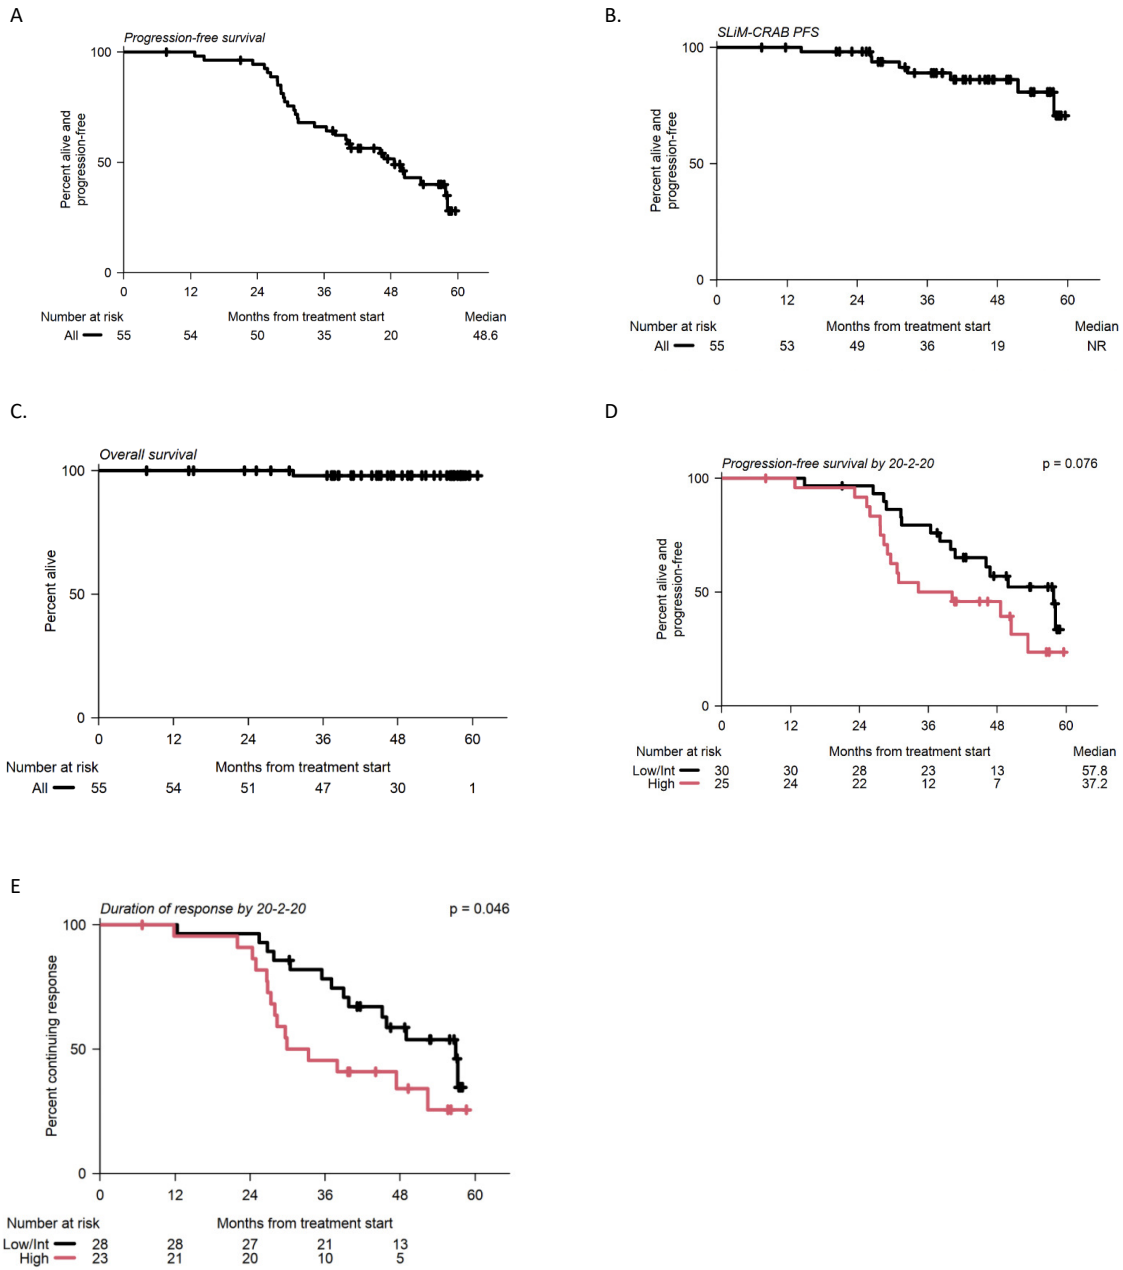 A
Progression-free survival
100
50
0
Percent alive and
progression-free
0 12 24 36 48 60
Number at risk Months from treatment start Median
All 55 54 50 35 20 48.6
B.
SLiM-CRAB PFS
100
50
0
Percent alive and
progression-free
0 12 24 36 48 60
Number at risk Months from treatment start Median
All 55 53 49 36 19 NR
C.
Overall survival
100
50
0
Percent alive
0 12 24 36 48 60
Number at risk Months from treatment start
All 55 54 51 47 30 1
D
Progression-free survival by 20-2-20 p = 0.076
100
50
0
Percent alive and
progression-free
0 12 24 36 48 60
Number at risk Months from treatment start Median
Low/Int 30 30 28 23 13 57.8
High 25 24 22 12 7 37.2
E
Duration of response by 20-2-20 p = 0.046
100
50
0
Percent continuing response
0 12 24 36 48 60
Number at risk Months from treatment start
Low/Int 28 28 27 21 13
High 23 21 20 10 5